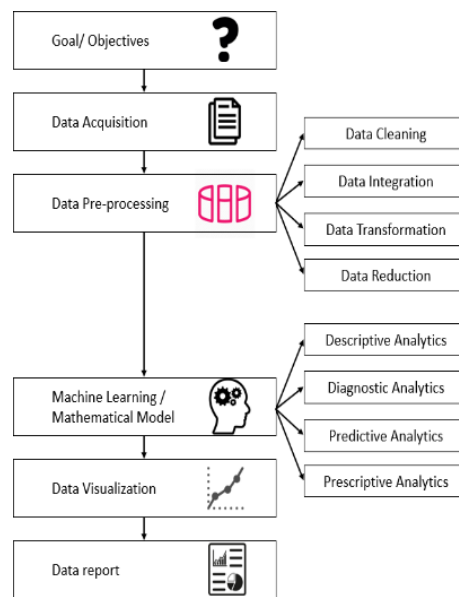 Goal/ Objectives
?
Data Acquisition
Data Cleaning
Data Integration
Data Pre-processing
Data Transformation
Data Reduction
Descriptive Analytics
Diagnostic Analytics
Machine Learning /
Mathematical Model
Predictive Analytics
Prescriptive Analytics
Data Visualization
Data report